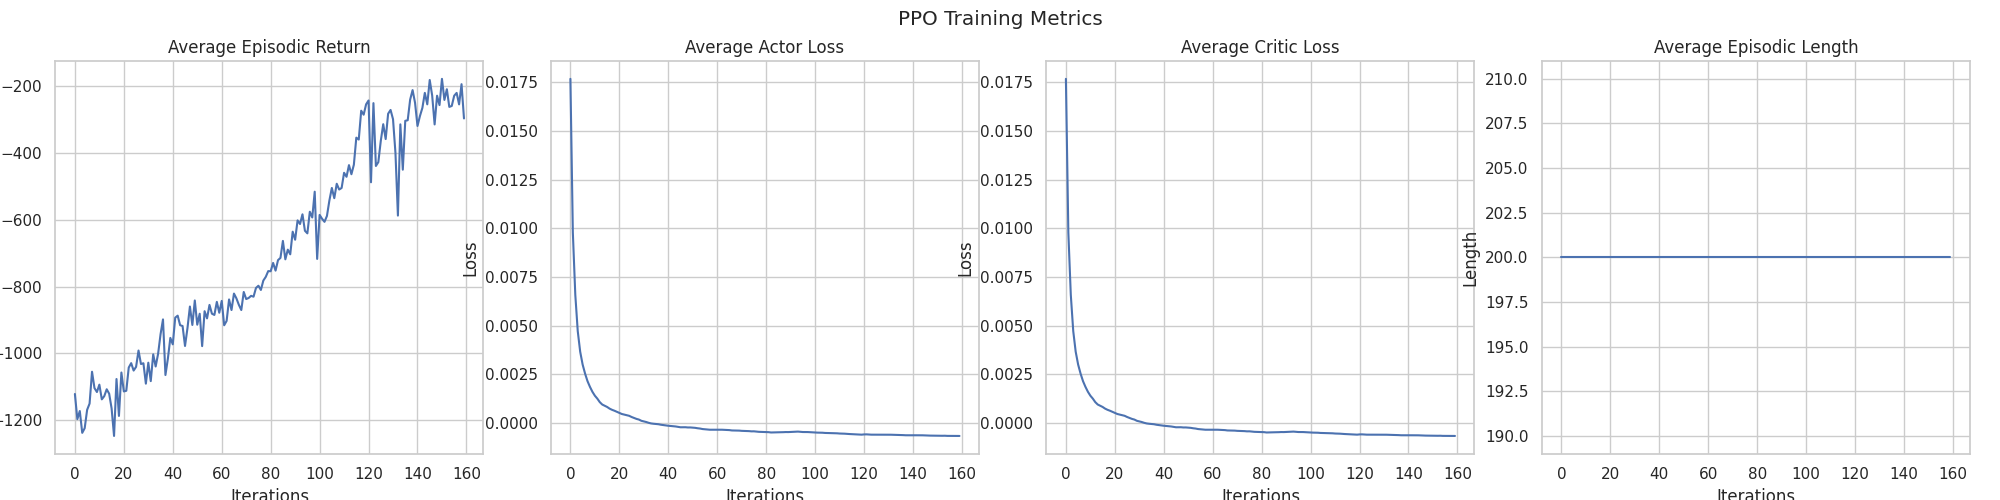 PPO Training Metrics
Average Episodic Return
−200
−400
−600
−800
−1000
−1200
0 20 40 60 80 100 120 140 160
Iterations
Average Actor Loss
Loss
0.0175
0.0150
0.0125
0.0100
0.0075
0.0050
0.0025
0.0000
0 20 40 60 80 100 120 140 160
Iterations
Average Critic Loss
Loss
0.0175
0.0150
0.0125
0.0100
0.0075
0.0050
0.0025
0.0000
0 20 40 60 80 100 120 140 160
Iterations
Average Episodic Length
Length
210.0
207.5
205.0
202.5
200.0
197.5
195.0
192.5
190.0
0 20 40 60 80 100 120 140 160
Iterations